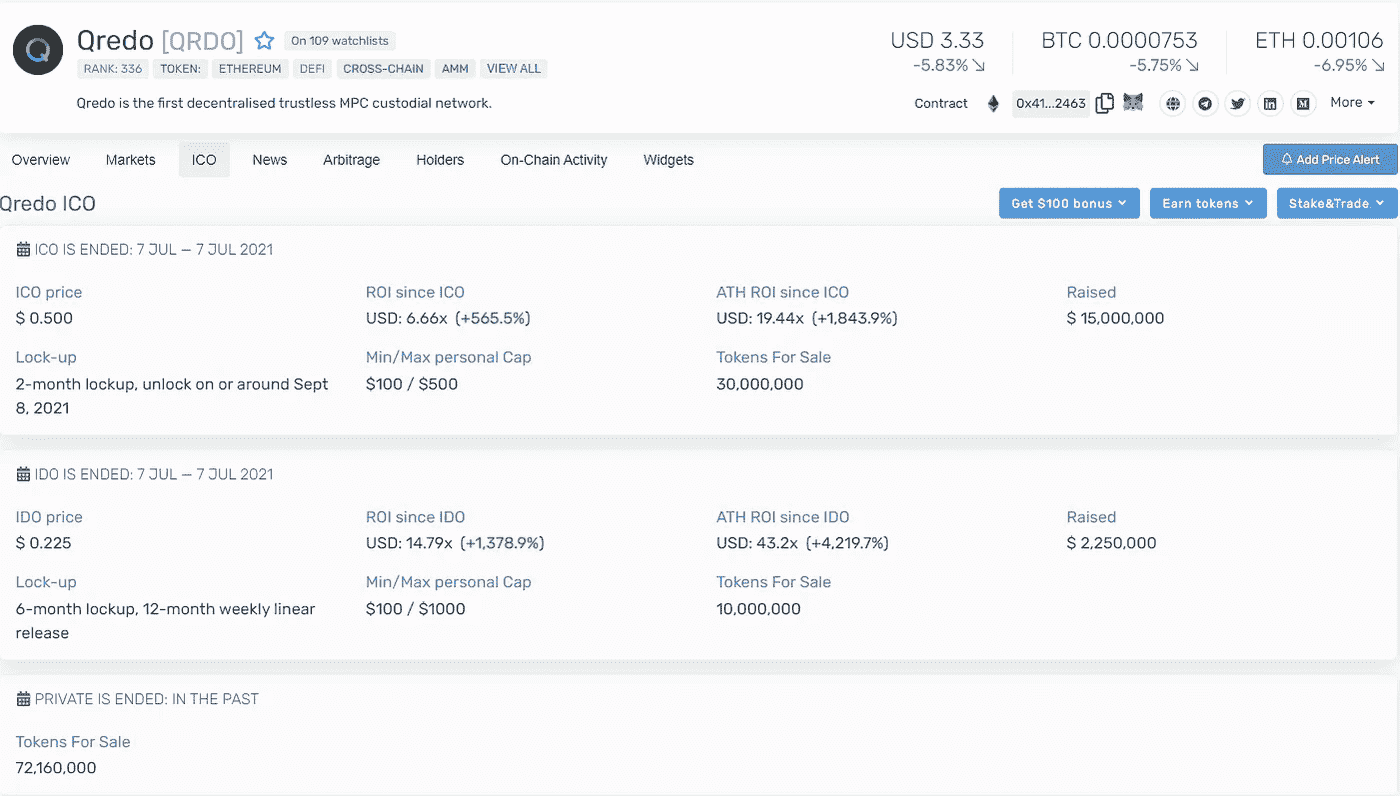 Qredo [QRDO] On 109 watchlists
RANK: 336 TOKEN: ETHEREUM DEFI CROSS-CHAIN AMM VIEW ALL
Qredo is the first decentralised trustless MPC custodial network.
USD 3.33 BTC 0.0000753 ETH 0.00106
-5.83% -5.75% -6.95%
Contract 0x41...2463 More
Overview Markets ICO News Arbitrage Holders On-Chain Activity Widgets Add Price Alert
Qredo ICO Get $100 bonus Earn tokens Stake&Trade
ICO IS ENDED: 7 JUL — 7 JUL 2021
ICO price ROI since ICO ATH ROI since ICO Raised
$ 0.500 USD: 6.66x (+565.5%) USD: 19.44x (+1,843.9%) $ 15,000,000
Lock-up Min/Max personal Cap Tokens For Sale
2-month lockup, unlock on or around Sept $100 / $500 30,000,000
8, 2021
IDO IS ENDED: 7 JUL — 7 JUL 2021
IDO price ROI since IDO ATH ROI since IDO Raised
$ 0.225 USD: 14.79x (+1,378.9%) USD: 43.2x (+4,219.7%) $ 2,250,000
Lock-up Min/Max personal Cap Tokens For Sale
6-month lockup, 12-month weekly linear $100 / $1000 10,000,000
release
PRIVATE IS ENDED: IN THE PAST
Tokens For Sale
72,160,000